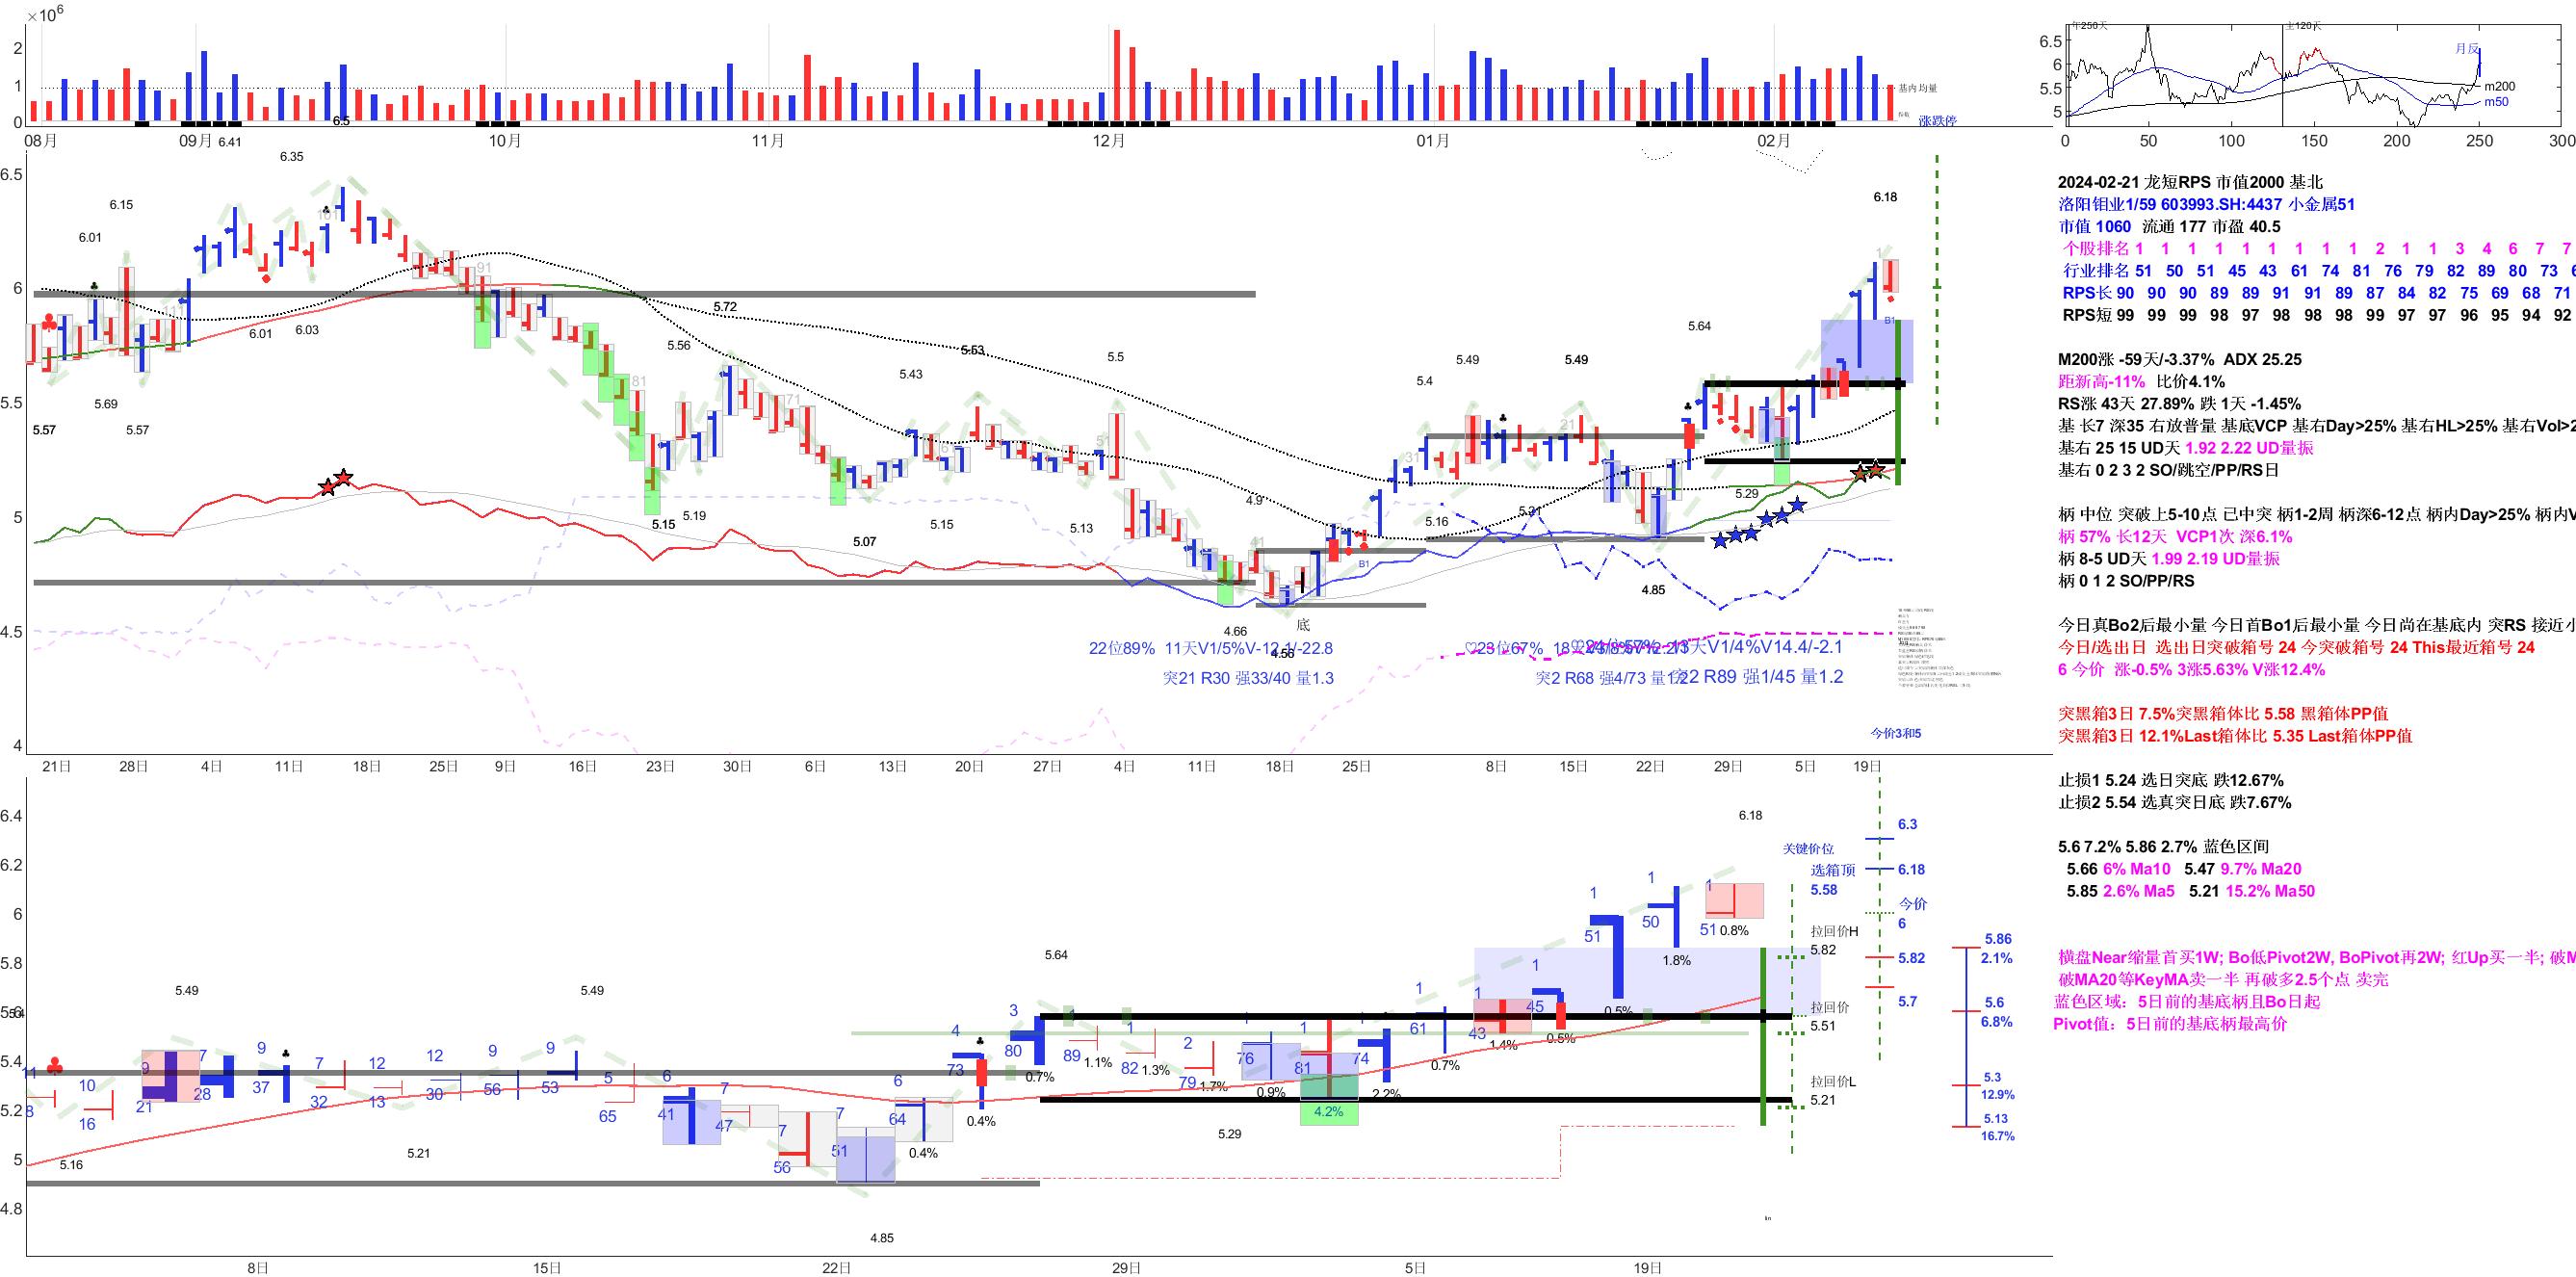 ×10⁶
2
1
0
基内均量
涨跌停
08月 09月 10月 11月 12月 01月 02月
6.41 6.5 6.35
年250天 主120天
6.5
6
5.5
5
月反
m200
m50
0 50 100 150 200 250 300
6.5
6
5.5
5
4.5
4
6.15
6.01
5.69
5.57 5.57
6.01 6.03
101
111
91
81
71
61
51
41
31
21
5.72
5.56
5.53
5.43
5.5
5.15 5.19
5.07
5.15
5.13
4.9
4.66
4.56
底
B1
5.4
5.49
5.49
5.16
5.21
5.64
5.29
4.85
6.18
1
B1
22位89% 11天V1/5%V-12.1/-22.8
突21 R30 强33/40 量1.3
♡23位67%
突2 R68 强4/73 量1.2
13天V1/4%V14.4/-2.1
突2 R89 强1/45 量1.2
今价3和5
21日 28日 4日 11日 18日 25日 9日 16日 23日 30日 6日 13日 20日 27日 4日 11日 18日 25日 8日 15日 22日 29日 5日 19日
2024-02-21 龙短RPS 市值2000 基北
洛阳钼业1/59 603993.SH:4437 小金属51
市值 1060 流通 177 市盈 40.5
个股排名 1 1 1 1 1 1 1 1 1 2 1 1 3 4 6 7 7
行业排名 51 50 51 45 43 61 74 81 76 79 82 89 80 73
RPS长 90 90 90 89 89 91 91 89 87 84 82 75 69 68 71
RPS短 99 99 99 98 97 98 98 98 99 97 97 96 95 94 92
M200涨 -59天/-3.37% ADX 25.25
距新高-11% 比价4.1%
RS涨 43天 27.89% 跌 1天 -1.45%
基 长7 深35 右放普量 基底VCP 基右Day>25% 基右HL>25% 基右Vol>2
基右 25 15 UD天 1.92 2.22 UD量振
基右 0 2 3 2 SO/跳空/PP/RS日
柄 中位 突破上5-10点 已中突 柄1-2周 柄深6-12点 柄内Day>25% 柄内V
柄 57% 长12天 VCP1次 深6.1%
柄 8-5 UD天 1.99 2.19 UD量振
柄 0 1 2 SO/PP/RS
今日真Bo2后最小量 今日首Bo1后最小量 今日尚在基底内 突RS 接近小
今日/选出日 选出日突破箱号 24 今突破箱号 24 This最近箱号 24
6 今价 涨-0.5% 3涨5.63% V涨12.4%
突黑箱3日 7.5%突黑箱体比 5.58 黑箱体PP值
突黑箱3日 12.1%Last箱体比 5.35 Last箱体PP值
止损1 5.24 选日突底 跌12.67%
止损2 5.54 选真突日底 跌7.67%
5.6 7.2% 5.86 2.7% 蓝色区间
5.66 6% Ma10 5.47 9.7% Ma20
5.85 2.6% Ma5 5.21 15.2% Ma50
横盘Near缩量首买1W; Bo低Pivot2W, BoPivot再2W; 红Up买一半; 破M
破MA20等KeyMA卖一半 再破多2.5个点 卖完
蓝色区域：5日前的基底柄且Bo日起
Pivot值：5日前的基底柄最高价
6.4
6.2
6
5.8
5.6
5.4
5.2
5
4.8
5.49
5.49
5.64
5.16
5.21
5.29
4.85
6.18
11 10 9 7 9 7 12 12 9 9 5 6 7 7 7 6 4 3 1 1 2 1 1 1 1 1 1 1 1 1
8 16 21 28 37 32 13 30 56 53 65 41 47 56 51 64 73 80 89 82 79 76 81 74 61 43 45 51 50 51
0.4% 0.4% 0.7% 1.1% 1.3% 1.7% 0.9% 4.2% 2.2% 0.7% 1.4% 0.5% 0.5% 1.8% 0.8%
关键价位
选箱顶
5.58
拉回价H
5.82
拉回价
5.51
拉回价L
5.21
6.3
6.18
今价
6
5.82
5.7
5.86
2.1%
5.6
6.8%
5.3
12.9%
5.13
16.7%
8日 15日 22日 29日 5日 19日